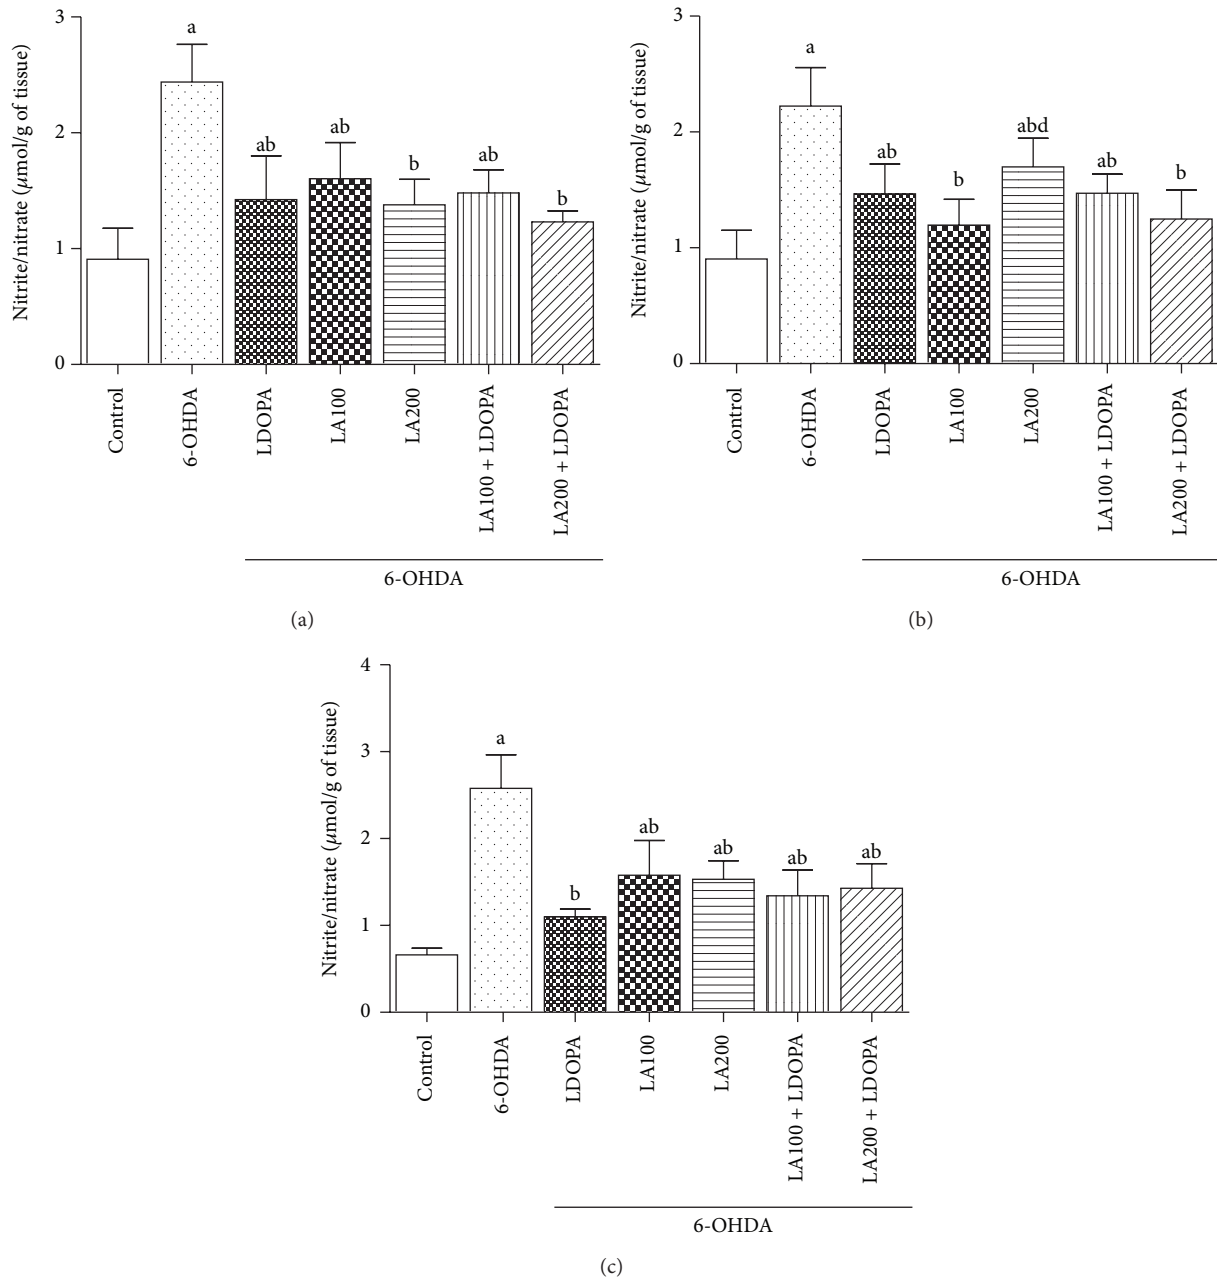 Nitrite/nitrate (μmol/g of tissue)
3
2
1
0
a
ab
ab
b
ab
b
Control
6-OHDA
LDOPA
LA100
LA200
LA100 + LDOPA
LA200 + LDOPA
6-OHDA
(a)
Nitrite/nitrate (μmol/g of tissue)
3
2
1
0
a
ab
b
abd
ab
b
Control
6-OHDA
LDOPA
LA100
LA200
LA100 + LDOPA
LA200 + LDOPA
6-OHDA
(b)
Nitrite/nitrate (μmol/g of tissue)
4
3
2
1
0
a
b
ab
ab
ab
ab
Control
6-OHDA
LDOPA
LA100
LA200
LA100 + LDOPA
LA200 + LDOPA
6-OHDA
(c)